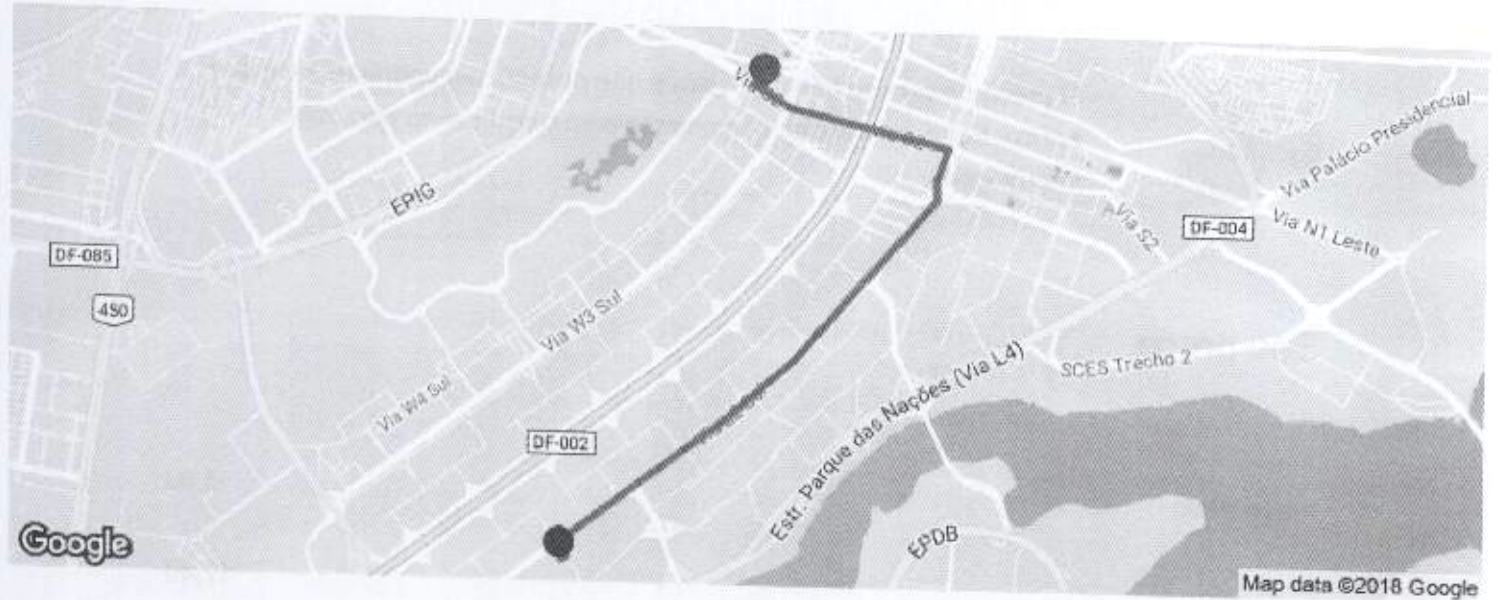 Via Palácio Presidencial
EPIG
Via S2
DF-004
Via N1 Leste
DF-085
450
Via W3 Sul
SCES Trecho 2
Via W4 Sul
Estr. Parque das Nações (Via L4)
DF-002
Google
EPDB
Map data ©2018 Google